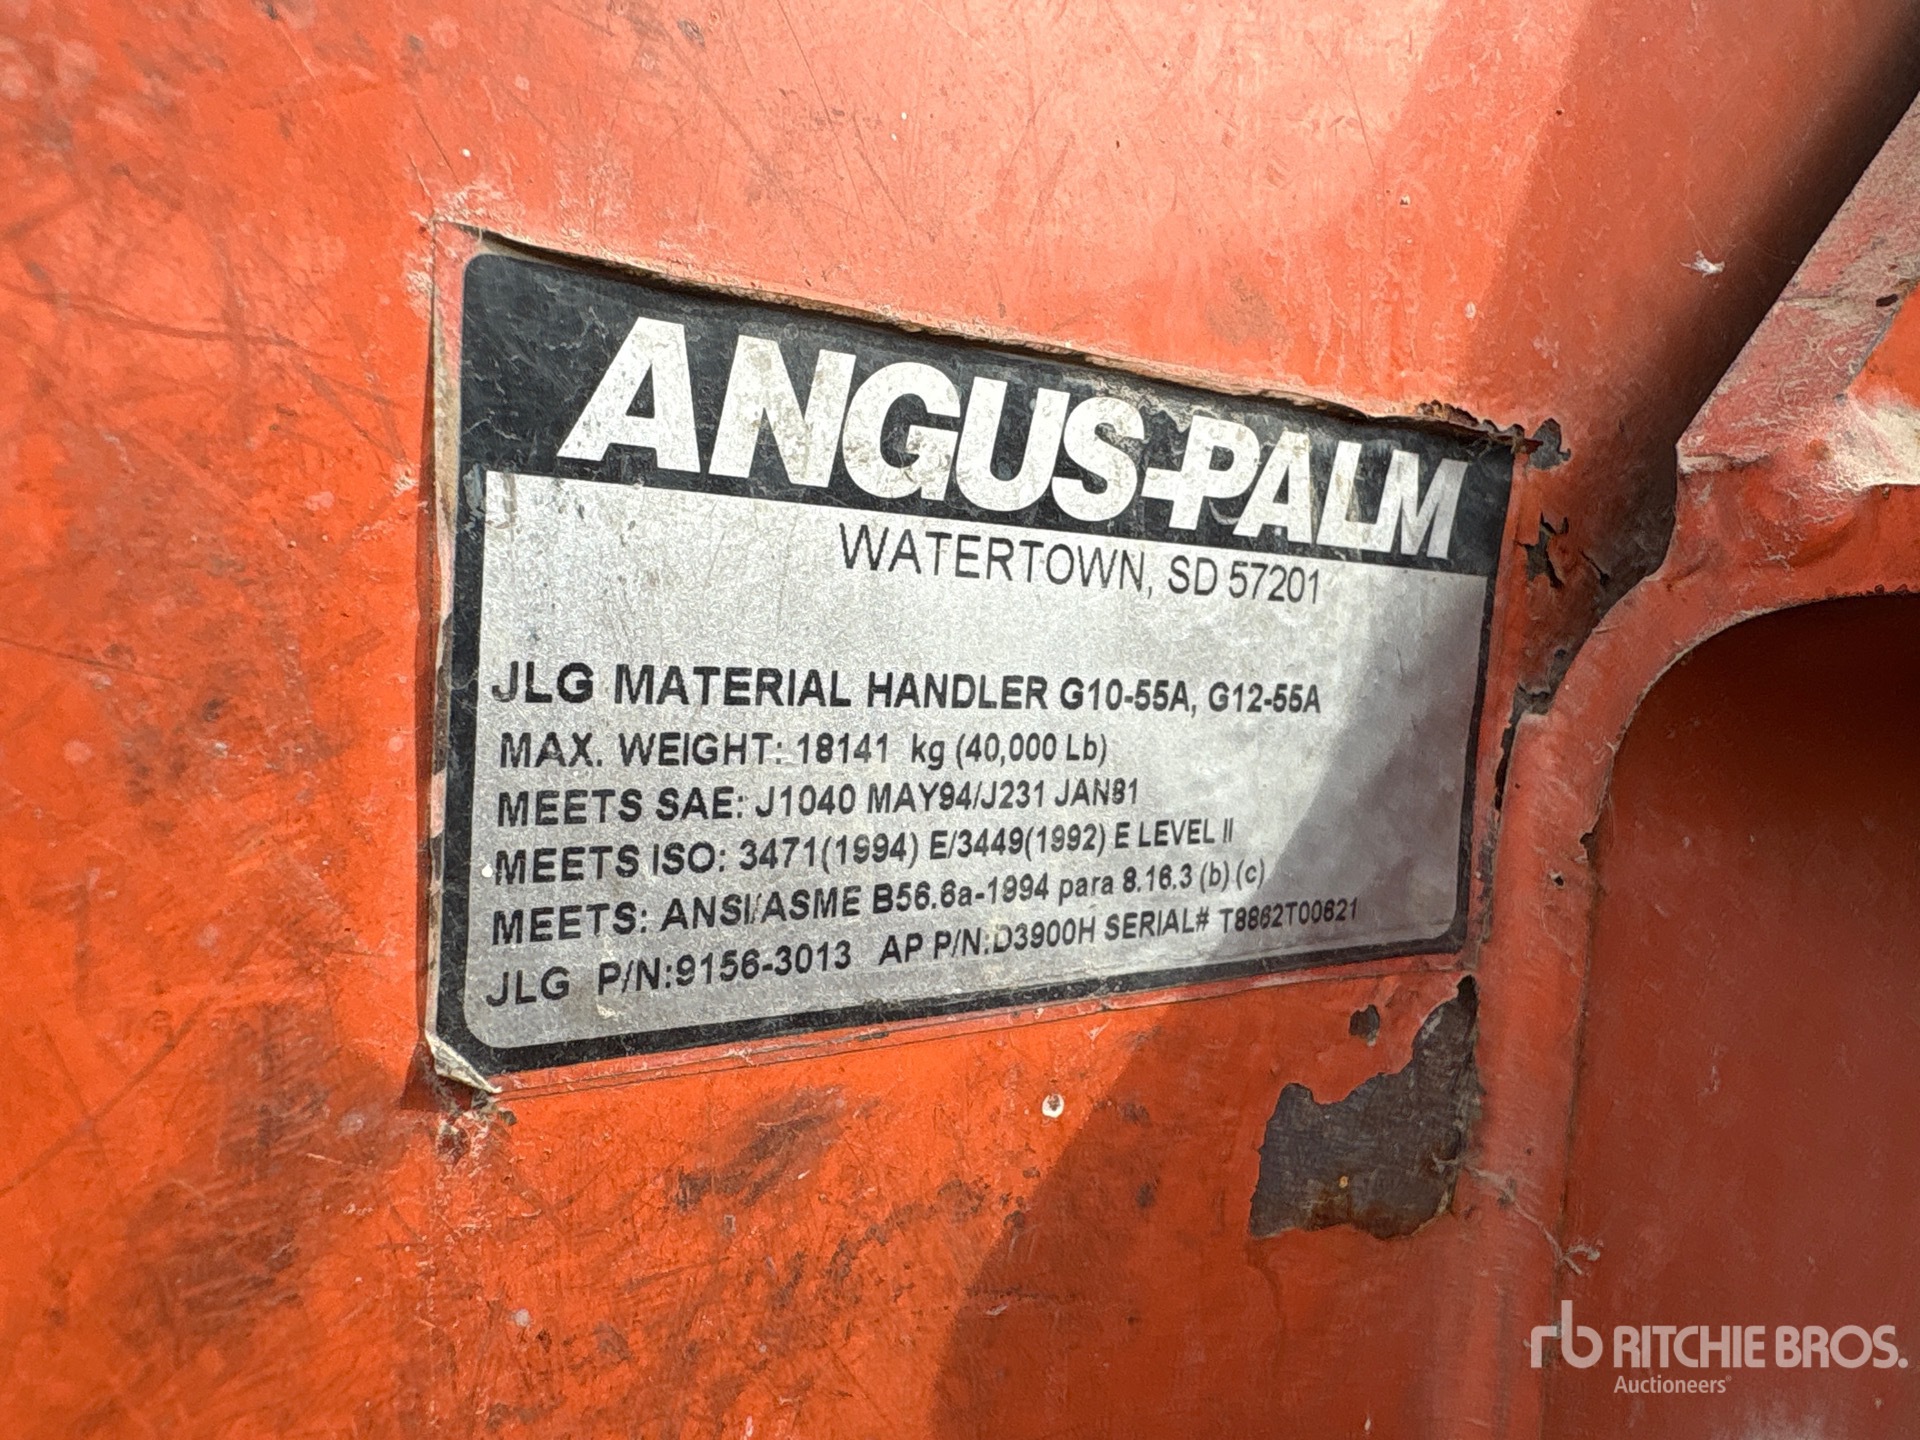 ANGUS-PALM
WATERTOWN, SD 57201
JLG MATERIAL HANDLER G10-55A, G12-55A
MAX. WEIGHT: 18141 kg (40,000 Lb)
MEETS SAE: J1040 MAY94/J231 JAN81
MEETS ISO: 3471(1994) E/3449(1992) E LEVEL II
MEETS: ANSI/ASME B56.6a-1994 para 8.16.3 (b) (c)
JLG P/N:9156-3013 AP P/N:D3900H SERIAL# T8862T00621
rb RITCHIE BROS.
Auctioneers